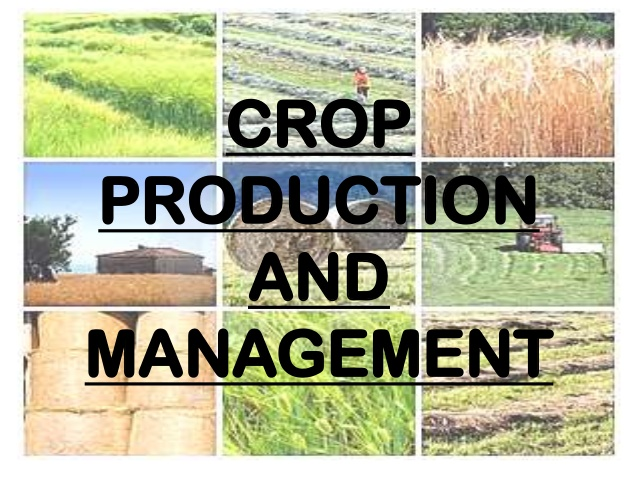 CROP
PRODUCTION
AND
MANAGEMENT